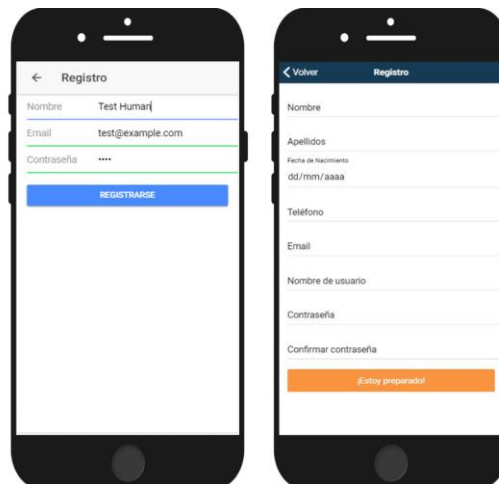 Registro
Nombre Test Human
Email test@example.com
Contraseña ••••
REGISTRARSE
Volver Registro
Nombre
Apellidos
Fecha de Nacimiento
dd/mm/aaaa
Teléfono
Email
Nombre de usuario
Contraseña
Confirmar contraseña
¡Estoy preparado!